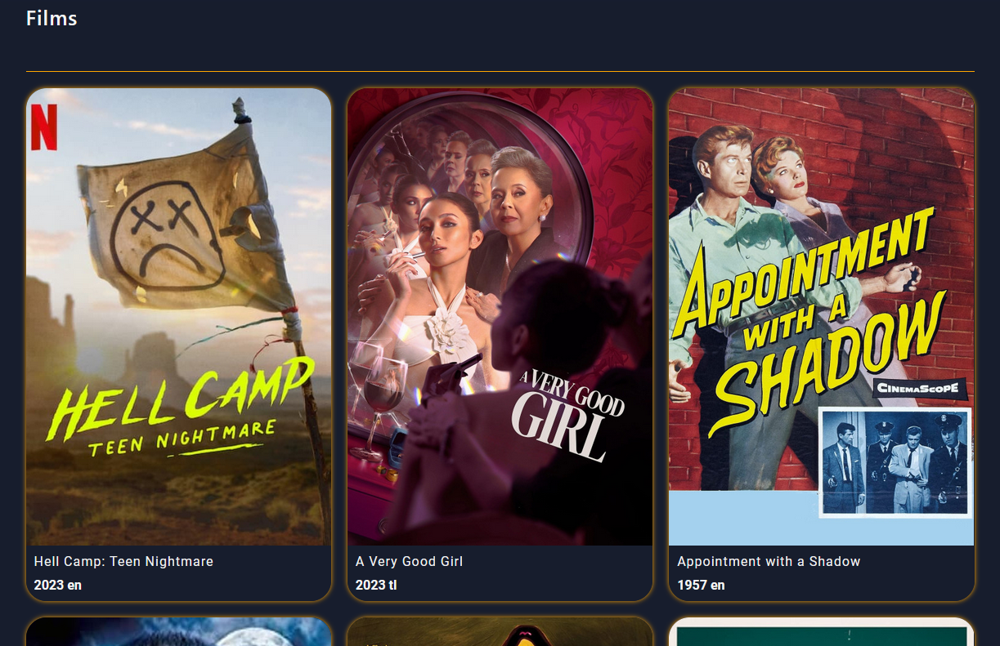 Films
N
HELL CAMP
TEEN NIGHTMARE
A VERY GOOD
GIRL
APPOINTMENT
WITH A
SHADOW
CINEMASCOPE
Hell Camp: Teen Nightmare
2023 en
A Very Good Girl
2023 tl
Appointment with a Shadow
1957 en